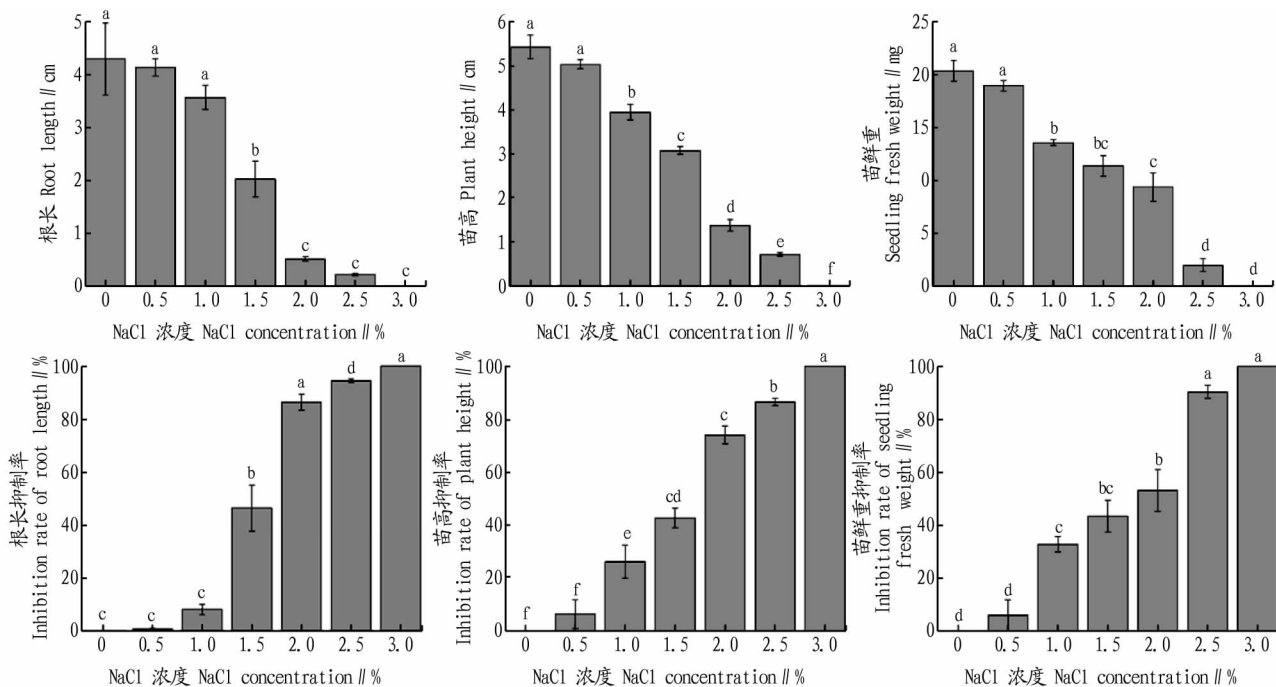 根长 Root length∥cm
5
4
3
2
1
0
a
a
a
b
c
c
c
0 0.5 1.0 1.5 2.0 2.5 3.0
NaCl 浓度 NaCl concentration∥%
苗高 Plant height∥cm
6
5
4
3
2
1
0
a
a
b
c
d
e
f
0 0.5 1.0 1.5 2.0 2.5 3.0
NaCl 浓度 NaCl concentration∥%
苗鲜重
Seedling fresh weight∥mg
25
20
15
0
5
0
a
a
b
bc
c
d
d
0 0.5 1.0 1.5 2.0 2.5 3.0
NaCl 浓度 NaCl concentration∥%
根长抑制率
Inhibition rate of root length∥%
100
80
60
40
20
0
c
c
c
b
a
d
a
0 0.5 1.0 1.5 2.0 2.5 3.0
NaCl 浓度 NaCl concentration∥%
苗高抑制率
Inhibition rate of plant height∥%
100
80
60
40
20
0
f
f
e
cd
c
b
a
0 0.5 1.0 1.5 2.0 2.5 3.0
NaCl 浓度 NaCl concentration∥%
苗鲜重抑制率
Inhibition rate of seedling
fresh weight∥%
100
80
60
40
20
0
d
d
c
bc
b
a
a
0 0.5 1.0 1.5 2.0 2.5 3.0
NaCl 浓度 NaCl concentration∥%